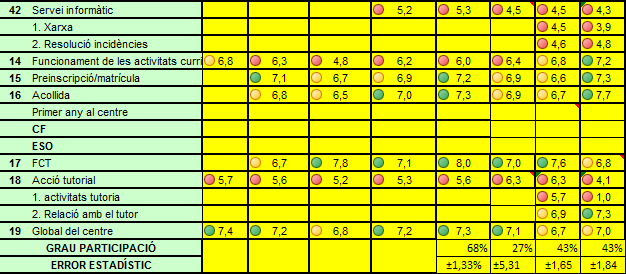 42 Servei informàtic 5,2 5,3 4,5 4,5 4,3
1. Xarxa 4,5 3,9
2. Resolució incidències 4,6 4,8
14 Funcionament de les activitats curri 6,8 6,3 4,8 6,2 6,0 6,4 6,8 7,2
15 Preinscripció/matrícula 7,1 6,7 6,9 7,2 6,9 6,6 7,3
16 Acollida 6,8 6,5 7,0 7,3 6,9 6,7 7,7
Primer any al centre
CF
ESO
17 FCT 6,7 7,8 7,1 8,0 7,0 7,6 6,8
18 Acció tutorial 5,7 5,6 5,2 5,3 5,6 6,3 6,3 4,1
1. activitats tutoria 5,7 1,0
2. Relació amb el tutor 6,9 7,3
19 Global del centre 7,4 7,2 6,8 7,2 7,3 7,1 6,7 7,0
GRAU PARTICIPACIÓ 68% 27% 43% 43%
ERROR ESTADÍSTIC ±1,33% ±5,31 ±1,65 ±1,84